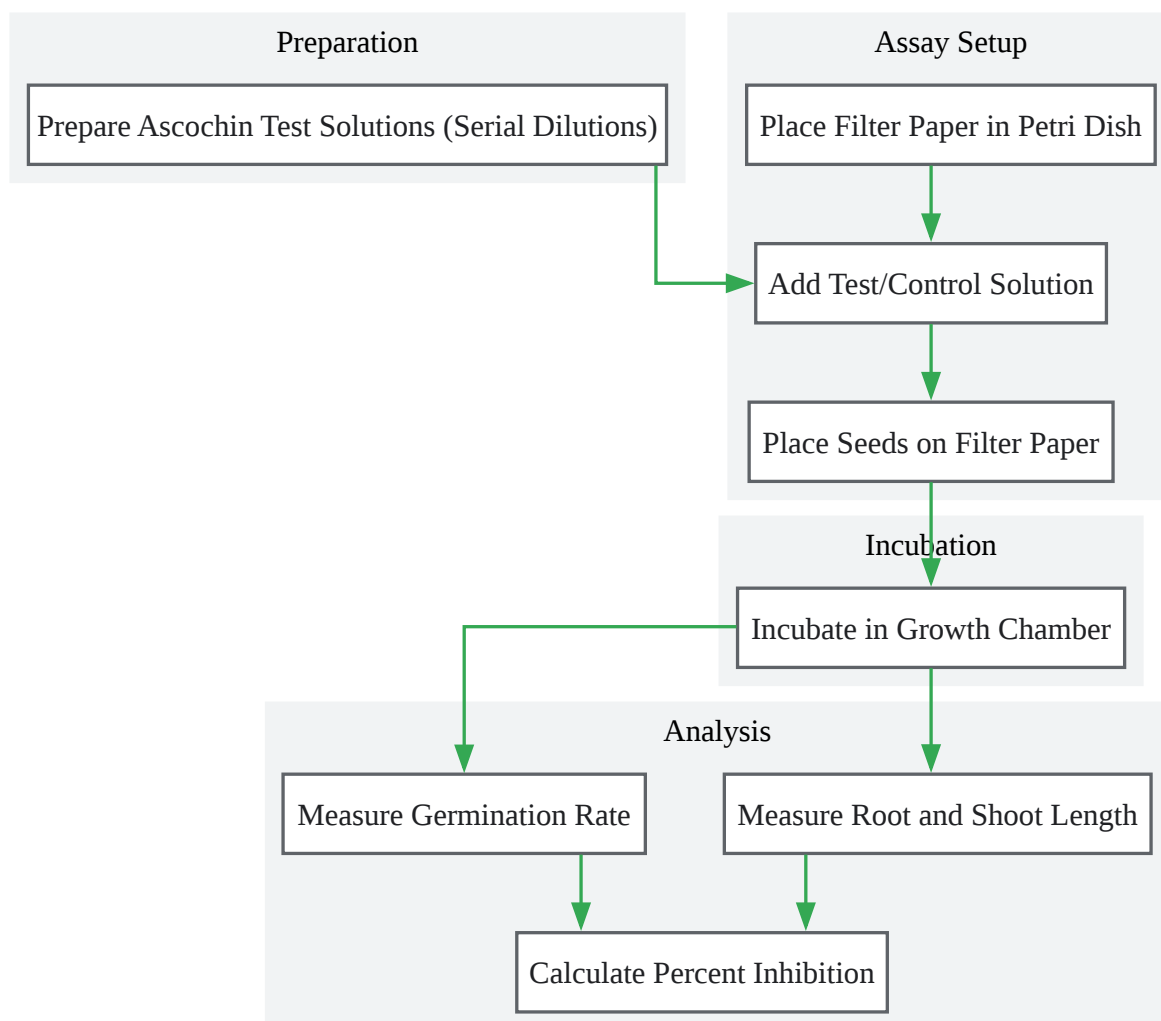 Preparation
Prepare Ascochin Test Solutions (Serial Dilutions)
Assay Setup
Place Filter Paper in Petri Dish
Add Test/Control Solution
Place Seeds on Filter Paper
Incubation
Incubate in Growth Chamber
Analysis
Measure Germination Rate
Measure Root and Shoot Length
Calculate Percent Inhibition